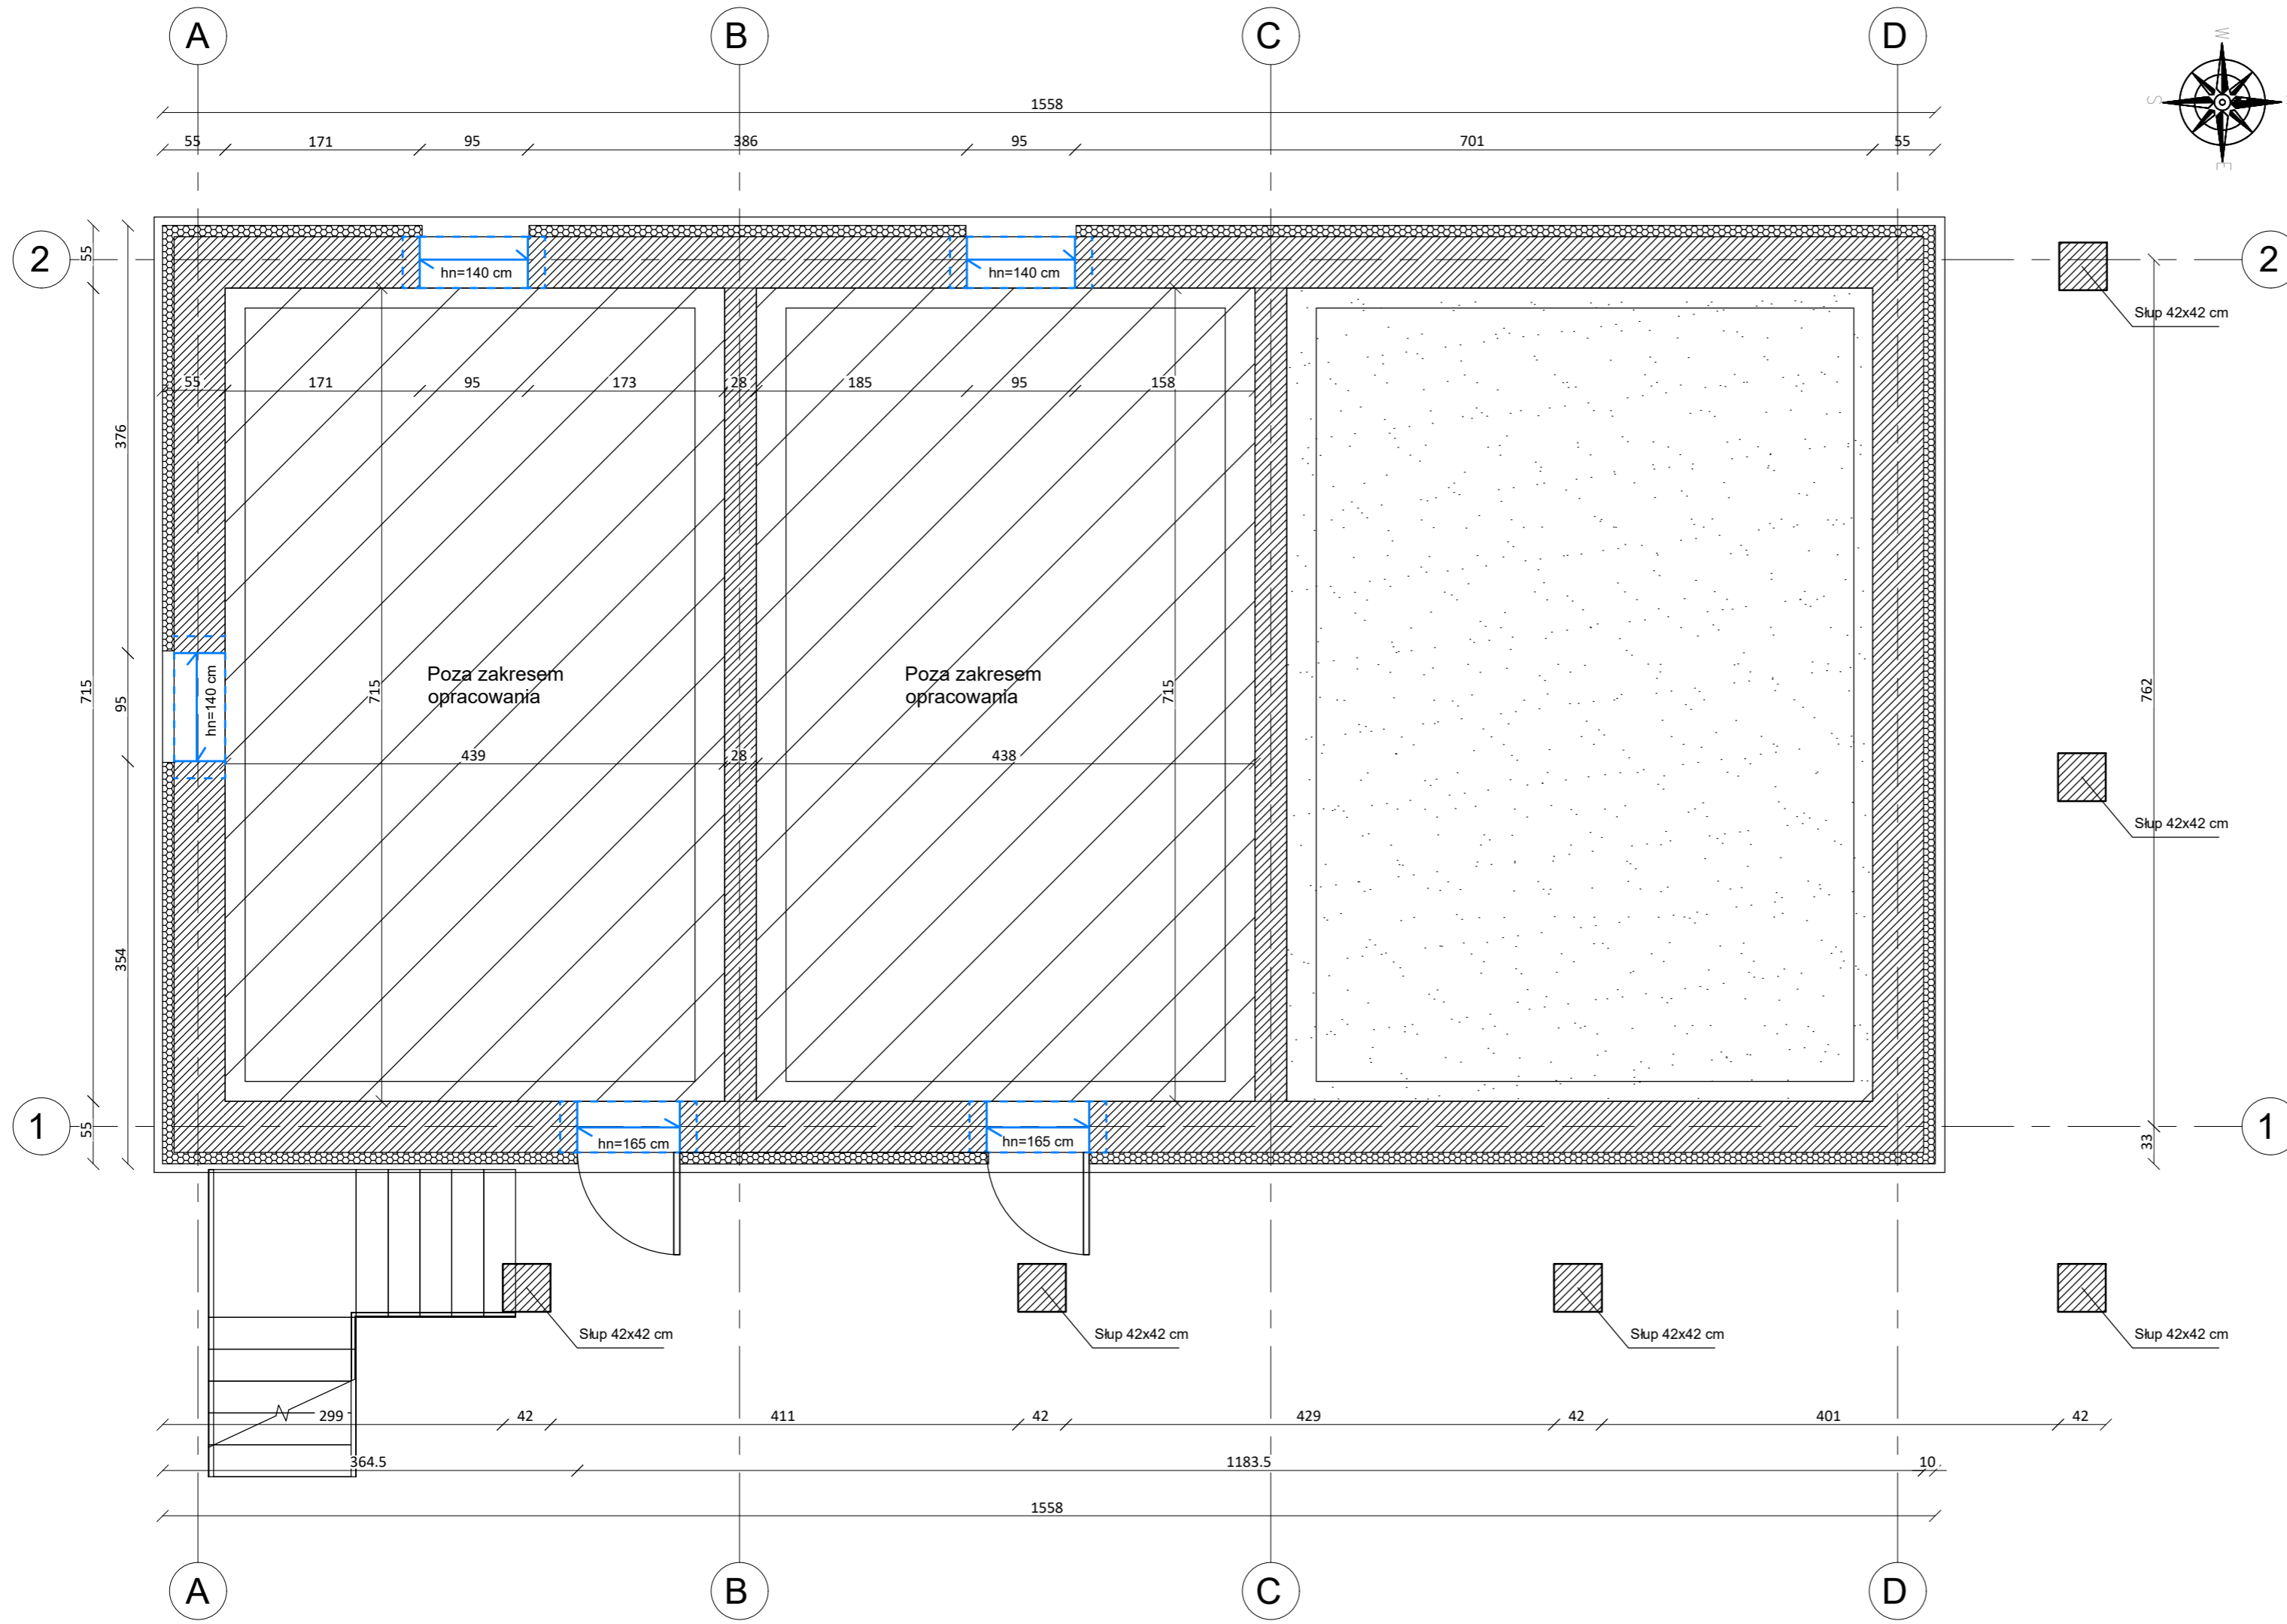 A
B
C
D
W
S
E
1558
55
171
95
386
95
701
55
2
2
55
hn=140 cm
hn=140 cm
Słup 42x42 cm
55
171
95
173
28
185
95
158
376
715
95
hn=140 cm
Poza zakresem
opracowania
715
Poza zakresem
opracowania
715
762
439
28
438
Słup 42x42 cm
354
1
1
55
hn=165 cm
hn=165 cm
33
Słup 42x42 cm
Słup 42x42 cm
Słup 42x42 cm
Słup 42x42 cm
299
42
411
42
429
42
401
42
364.5
1183.5
10
1558
A
B
C
D